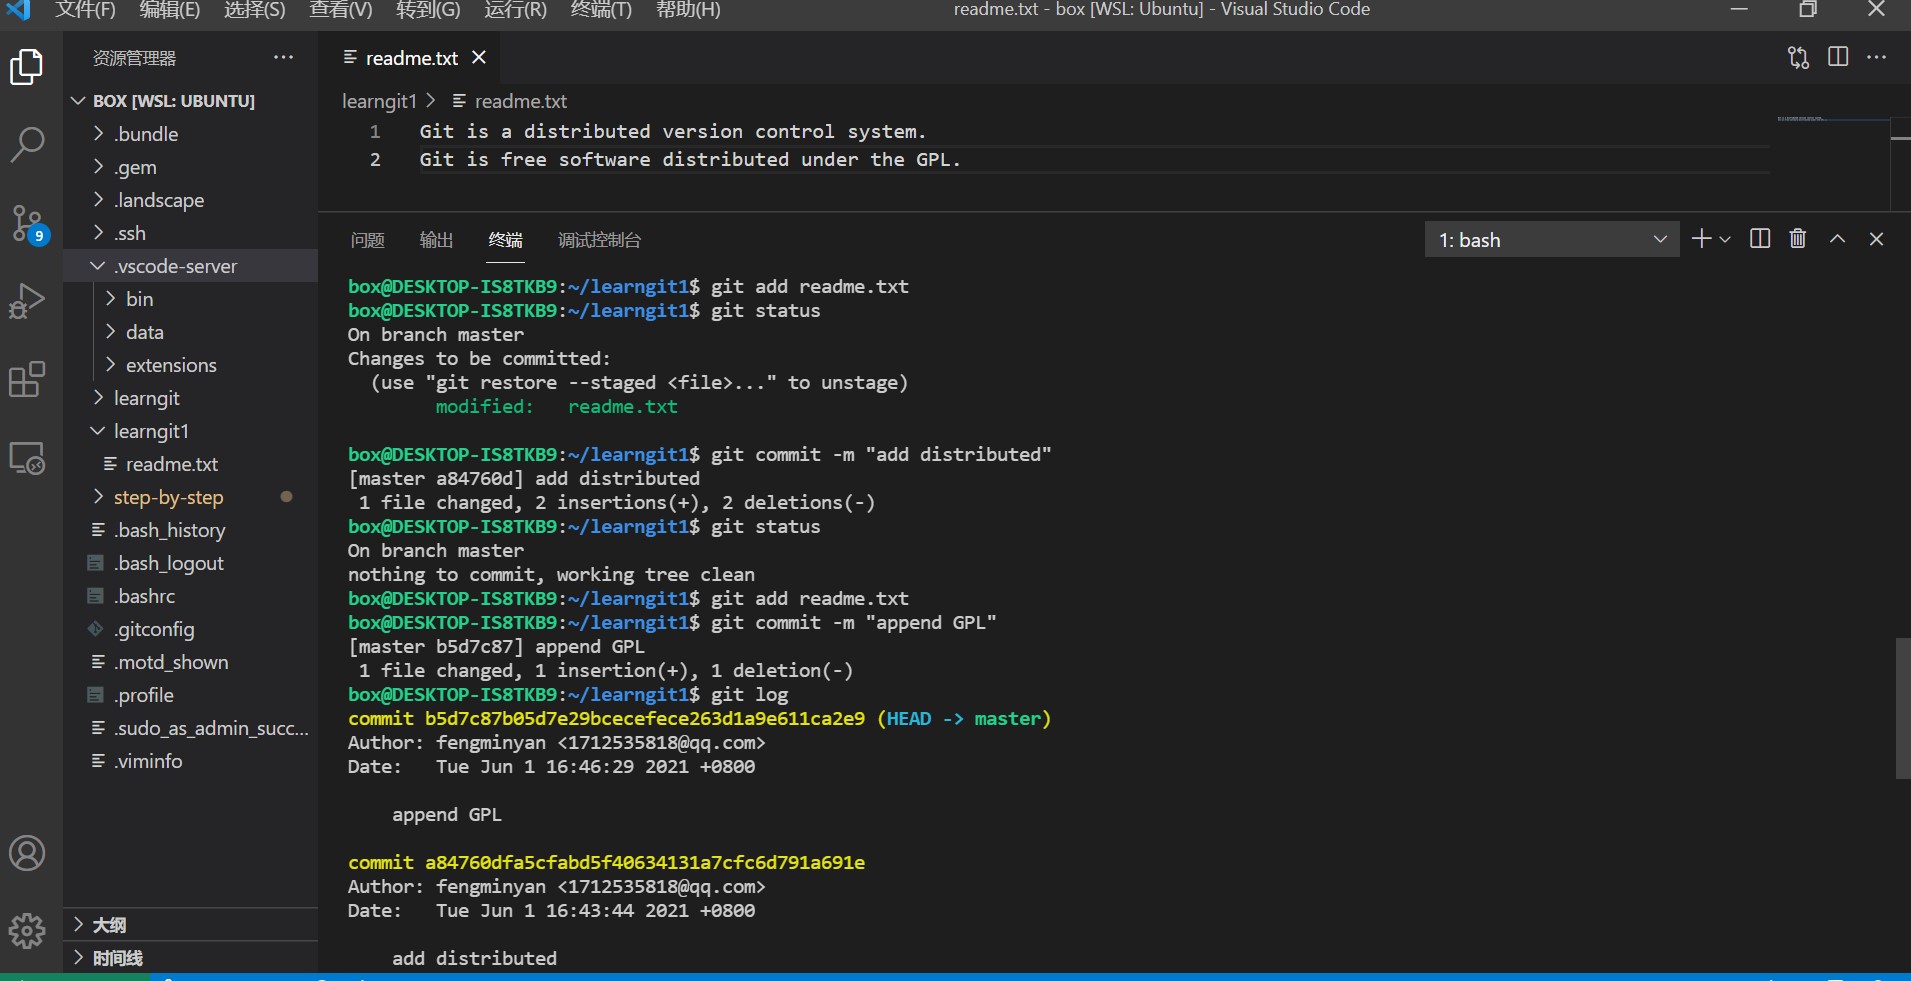 文件(F) 编辑(E) 选择(S) 查看(V) 转到(G) 运行(R) 终端(T) 帮助(H) readme.txt - box [WSL: Ubuntu] - Visual Studio Code
资源管理器
BOX [WSL: UBUNTU]
.bundle
.gem
.landscape
.ssh
.vscode-server
bin
data
extensions
learngit
learngit1
readme.txt
step-by-step
.bash_history
.bash_logout
.bashrc
.gitconfig
.motd_shown
.profile
.sudo_as_admin_succ...
.viminfo
大纲
时间线
9
readme.txt
learngit1 > readme.txt
1 Git is a distributed version control system.
2 Git is free software distributed under the GPL.
问题 输出 终端 调试控制台 1: bash
box@DESKTOP-IS8TKB9:~/learngit1$ git add readme.txt
box@DESKTOP-IS8TKB9:~/learngit1$ git status
On branch master
Changes to be committed:
  (use "git restore --staged <file>..." to unstage)
        modified:   readme.txt
box@DESKTOP-IS8TKB9:~/learngit1$ git commit -m "add distributed"
[master a84760d] add distributed
 1 file changed, 2 insertions(+), 2 deletions(-)
box@DESKTOP-IS8TKB9:~/learngit1$ git status
On branch master
nothing to commit, working tree clean
box@DESKTOP-IS8TKB9:~/learngit1$ git add readme.txt
box@DESKTOP-IS8TKB9:~/learngit1$ git commit -m "append GPL"
[master b5d7c87] append GPL
 1 file changed, 1 insertion(+), 1 deletion(-)
box@DESKTOP-IS8TKB9:~/learngit1$ git log
commit b5d7c87b05d7e29bcecefece263d1a9e611ca2e9 (HEAD -> master)
Author: fengminyan <1712535818@qq.com>
Date:   Tue Jun 1 16:46:29 2021 +0800
    append GPL
commit a84760dfa5cfabd5f40634131a7cfc6d791a691e
Author: fengminyan <1712535818@qq.com>
Date:   Tue Jun 1 16:43:44 2021 +0800
    add distributed